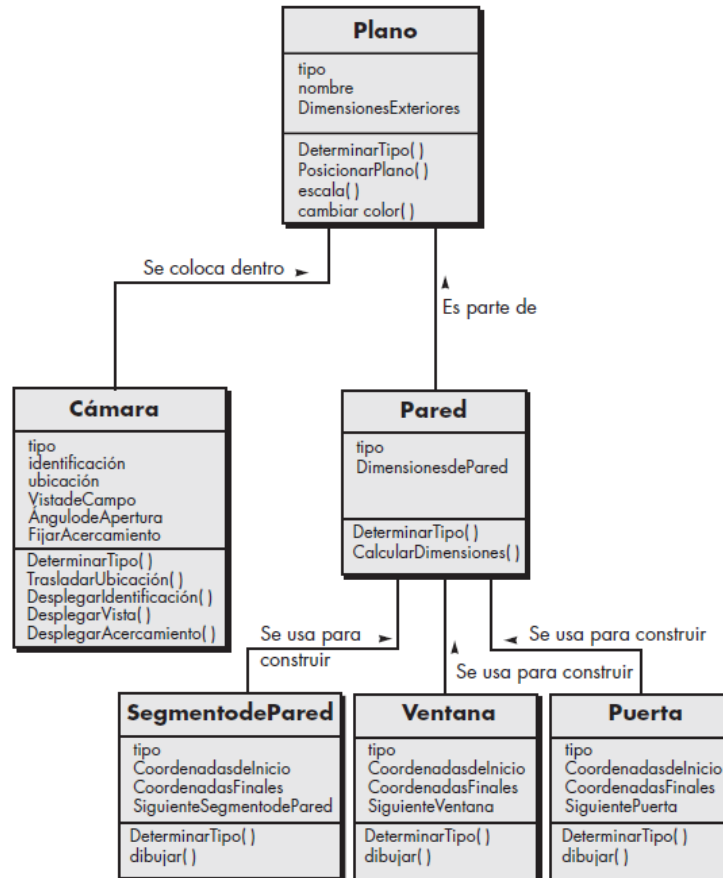 Plano
tipo
nombre
DimensionesExteriores
DeterminarTipo( )
PosicionarPlano( )
escala( )
cambiar color( )
Se coloca dentro
Es parte de
Cámara
tipo
identificación
ubicación
VistadeCampo
ÁngulodeApertura
FijarAcercamiento
DeterminarTipo( )
TrasladarUbicación( )
DesplegarIdentificación( )
DesplegarVista( )
DesplegarAcercamiento( )
Pared
tipo
DimensionesdePared
DeterminarTipo( )
CalcularDimensiones( )
Se usa para
construir
Se usa para construir
Se usa para construir
SegmentodePared
tipo
CoordenadasdeInicio
CoordenadasFinales
SiguienteSegmentodePared
DeterminarTipo( )
dibujar( )
Ventana
tipo
CoordenadasdeInicio
CoordenadasFinales
SiguienteVentana
DeterminarTipo( )
dibujar( )
Puerta
tipo
CoordenadasdeInicio
CoordenadasFinales
SiguientePuerta
DeterminarTipo( )
dibujar( )